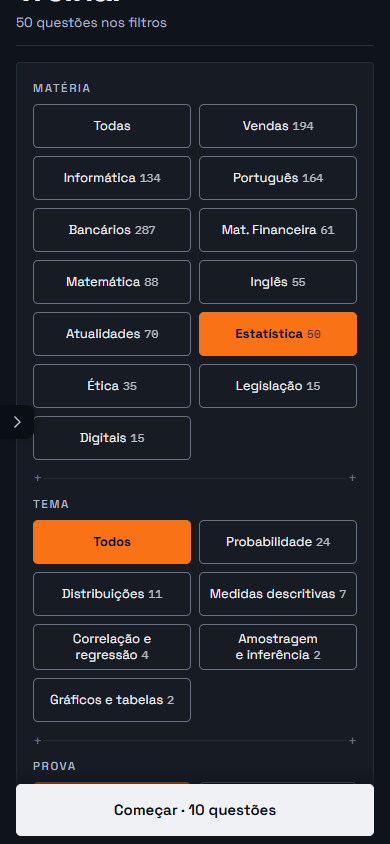 50 questões nos filtros
MATÉRIA
Todas
Vendas 194
Informática 134
Português 164
Bancários 287
Mat. Financeira 61
Matemática 88
Inglês 55
Atualidades 70
Estatística 50
Ética 35
Legislação 15
Digitais 15
TEMA
Todos
Probabilidade 24
Distribuições 11
Medidas descritivas 7
Correlação e
regressão 4
Amostragem
e inferência 2
Gráficos e tabelas 2
PROVA
Começar · 10 questões